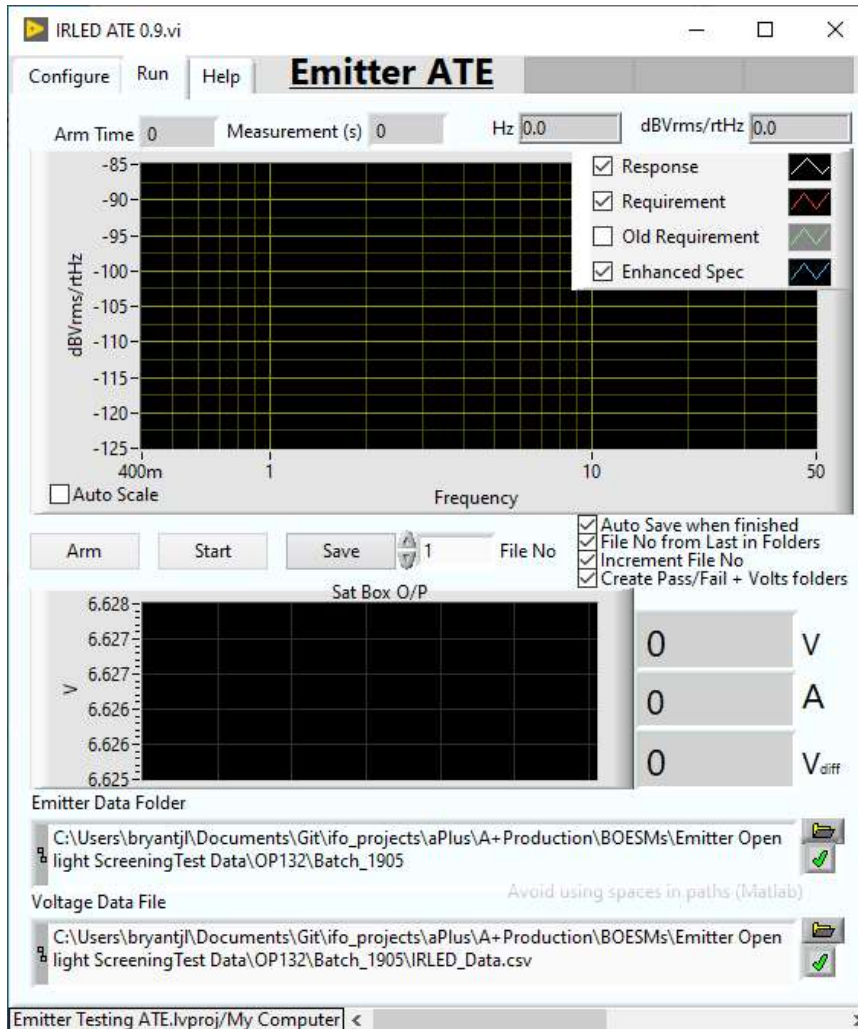 IRLED ATE 0.9.vi
Configure
Run
Help
Emitter ATE
Arm Time 0
Measurement (s) 0
Hz 0.0
dBVrms/rtHz 0.0
Response
Requirement
Old Requirement
Enhanced Spec
dBVrms/rtHz
-85
-90
-95
-100
-105
-110
-115
-120
-125
400m
1
10
50
Auto Scale
Frequency
Arm
Start
Save
1
File No
Auto Save when finished
File No from Last in Folders
Increment File No
Create Pass/Fail + Volts folders
Sat Box O/P
V
6.628
6.627
6.627
6.626
6.626
6.625
0 V
0 A
0 Vdiff
Emitter Data Folder
C:\Users\bryantjl\Documents\Git\ifo_projects\aPlus\A+Production\BOESMs\Emitter Open
light ScreeningTest Data\OP132\Batch_1905
Avoid using spaces in paths (Matlab)
Voltage Data File
C:\Users\bryantjl\Documents\Git\ifo_projects\aPlus\A+Production\BOESMs\Emitter Open
light ScreeningTest Data\OP132\Batch_1905\IRLED_Data.csv
Emitter Testing ATE.lvproj/My Computer